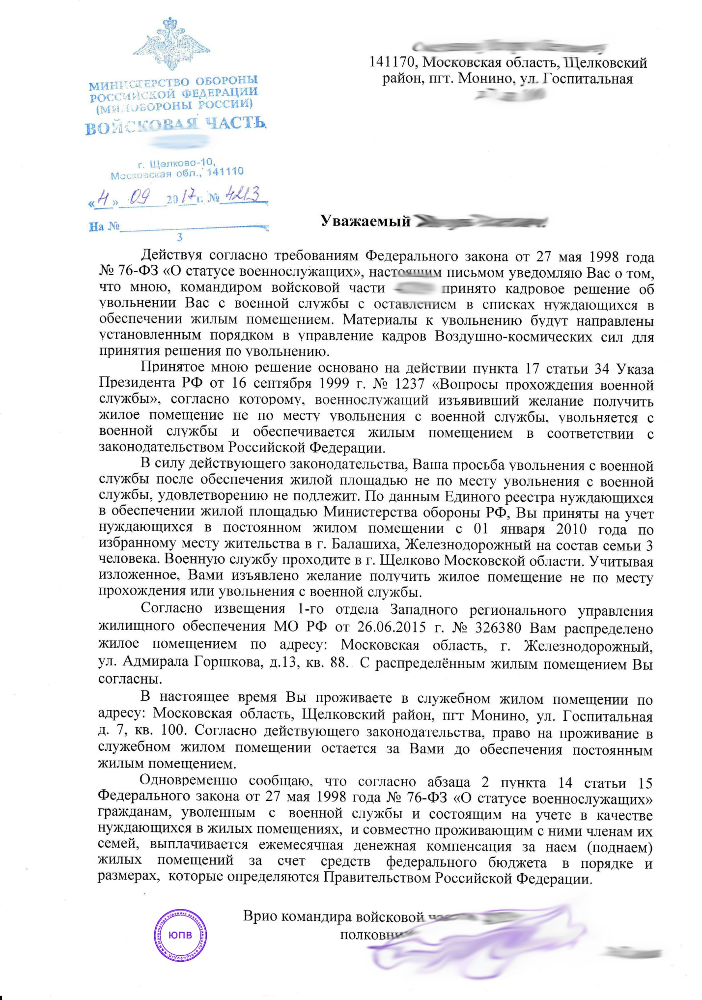 МИНИСТЕРСТВО ОБОРОНЫ
РОССИЙСКОЙ ФЕДЕРАЦИИ
(МИНОБОРОНЫ РОССИИ)
ВОЙСКОВАЯ ЧАСТЬ
г. Щелково-10,
Московская обл., 141110
« » 09 2017г. № 4213
На №
3
141170, Московская область, Щелковский
район, пгт. Монино, ул. Госпитальная
Уважаемый
Действуя согласно требованиям Федерального закона от 27 мая 1998 года
№ 76-ФЗ «О статусе военнослужащих», настоящим письмом уведомляю Вас о том,
что мною, командиром войсковой части принято кадровое решение об
увольнении Вас с военной службы с оставлением в списках нуждающихся в
обеспечении жилым помещением. Материалы к увольнению будут направлены
установленным порядком в управление кадров Воздушно-космических сил для
принятия решения по увольнению.
Принятое мною решение основано на действии пункта 17 статьи 34 Указа
Президента РФ от 16 сентября 1999 г. № 1237 «Вопросы прохождения военной
службы», согласно которому, военнослужащий изъявивший желание получить
жилое помещение не по месту увольнения с военной службы, увольняется с
военной службы и обеспечивается жилым помещением в соответствии с
законодательством Российской Федерации.
В силу действующего законодательства, Ваша просьба увольнения с военной
службы после обеспечения жилой площадью не по месту увольнения с военной
службы, удовлетворению не подлежит. По данным Единого реестра нуждающихся
в обеспечении жилой площадью Министерства обороны РФ, Вы приняты на учет
нуждающихся в постоянном жилом помещении с 01 января 2010 года по
избранному месту жительства в г. Балашиха, Железнодорожный на состав семьи 3
человека. Военную службу проходите в г. Щелково Московской области. Учитывая
изложенное, Вами изъявлено желание получить жилое помещение не по месту
прохождения или увольнения с военной службы.
Согласно извещения 1-го отдела Западного регионального управления
жилищного обеспечения МО РФ от 26.06.2015 г. № 326380 Вам распределено
жилое помещением по адресу: Московская область, г. Железнодорожный,
ул. Адмирала Горшкова, д.13, кв. 88. С распределённым жилым помещением Вы
согласны.
В настоящее время Вы проживаете в служебном жилом помещении по
адресу: Московская область, Щелковский район, пгт Монино, ул. Госпитальная
д. 7, кв. 100. Согласно действующего законодательства, право на проживание в
служебном жилом помещении остается за Вами до обеспечения постоянным
жилым помещением.
Одновременно сообщаю, что согласно абзаца 2 пункта 14 статьи 15
Федерального закона от 27 мая 1998 года № 76-ФЗ «О статусе военнослужащих»
гражданам, уволенным с военной службы и состоящим на учете в качестве
нуждающихся в жилых помещениях, и совместно проживающим с ними членам их
семей, выплачивается ежемесячная денежная компенсация за наем (поднаем)
жилых помещений за счет средств федерального бюджета в порядке и
размерах, которые определяются Правительством Российской Федерации.
Врио командира войсковой
Юридическая поддержка военнослужащих
ЮПВ
www.UrVoenPravo.ru